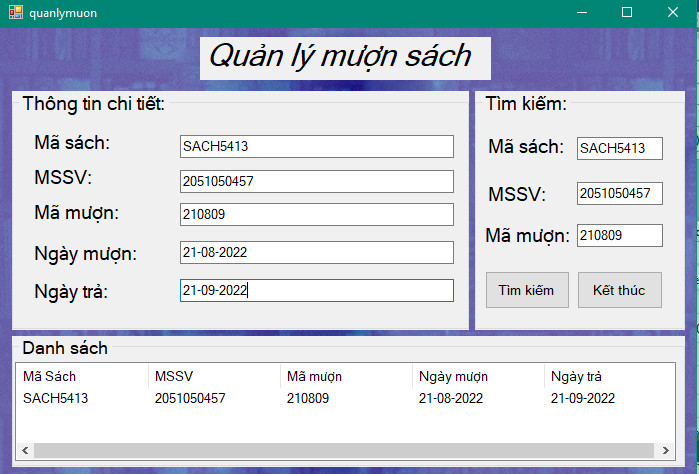 quanlymuon
Quản lý mượn sách
Thông tin chi tiết:
Mã sách: SACH5413
MSSV: 2051050457
Mã mượn: 210809
Ngày mượn: 21-08-2022
Ngày trả: 21-09-2022
Tìm kiếm:
Mã sách: SACH5413
MSSV: 2051050457
Mã mượn: 210809
Tìm kiếm Kết thúc
Danh sách
Mã Sách MSSV Mã mượn Ngày mượn Ngày trả
SACH5413 2051050457 210809 21-08-2022 21-09-2022